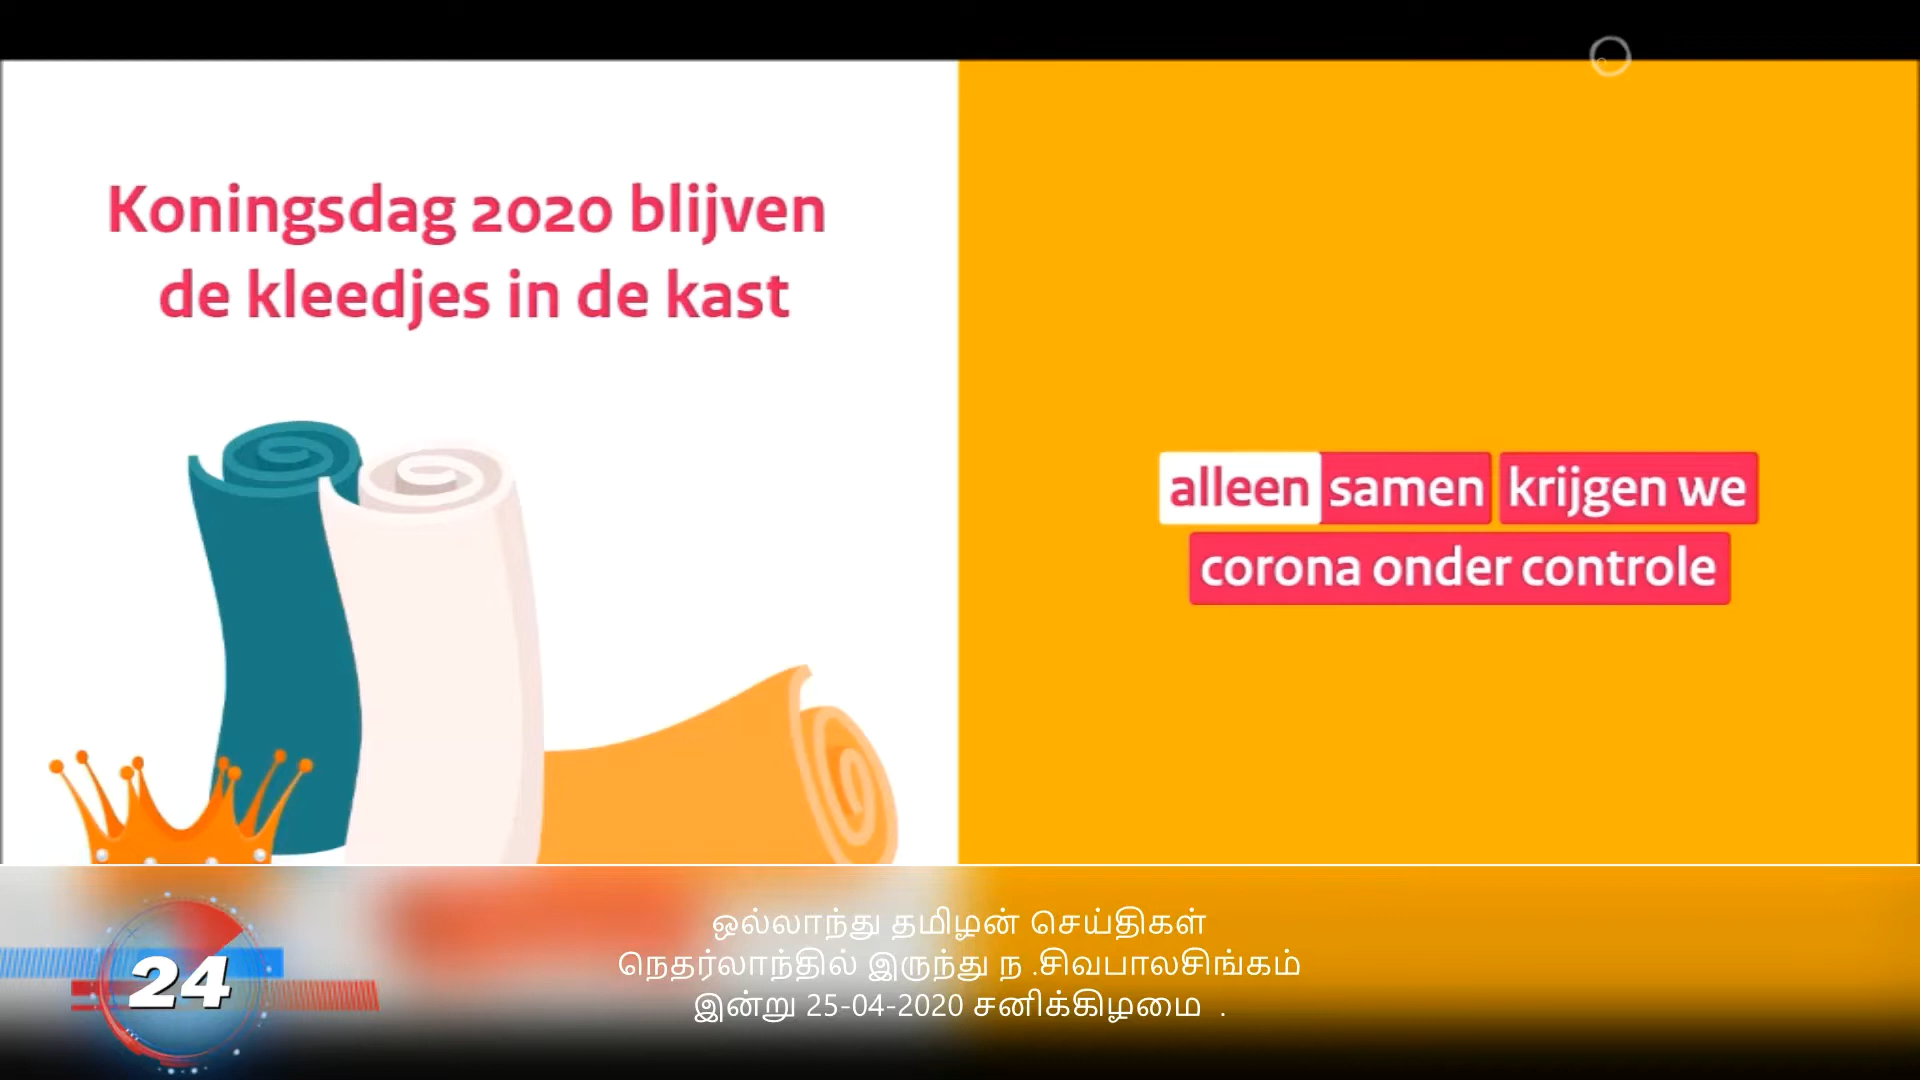 Koningsdag 2020 blijven
de kleedjes in de kast
alleen samen krijgen we
corona onder controle
24
ஒல்லாந்து தமிழன் செய்திகள்
நெதர்லாந்தில் இருந்து ந .சிவபாலசிங்கம்
இன்று 25-04-2020 சனிக்கிழமை .